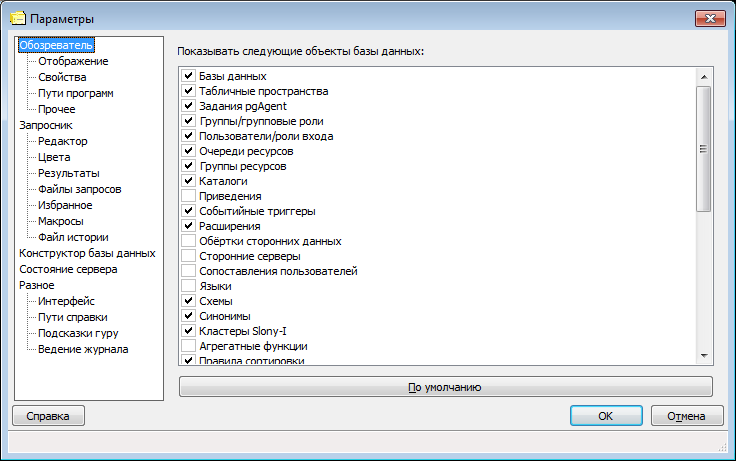 Параметры
Обозреватель
Отображение
Свойства
Пути программ
Прочее
Запросник
Редактор
Цвета
Результаты
Файлы запросов
Избранное
Макросы
Файл истории
Конструктор базы данных
Состояние сервера
Разное
Интерфейс
Пути справки
Подсказки гуру
Ведение журнала
Показывать следующие объекты базы данных:
Базы данных
Табличные пространства
Задания pgAgent
Группы/групповые роли
Пользователи/роли входа
Очереди ресурсов
Группы ресурсов
Каталоги
Приведения
Событийные триггеры
Расширения
Обёртки сторонних данных
Сторонние серверы
Сопоставления пользователей
Языки
Схемы
Синонимы
Кластеры Slony-I
Агрегатные функции
Правила сортировки
По умолчанию
Справка
OK
Отмена